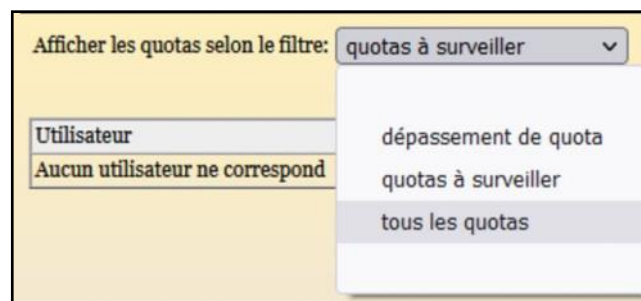 Afficher les quotas selon le filtre: quotas à surveiller
Utilisateur
Aucun utilisateur ne correspond
dépassement de quota
quotas à surveiller
tous les quotas